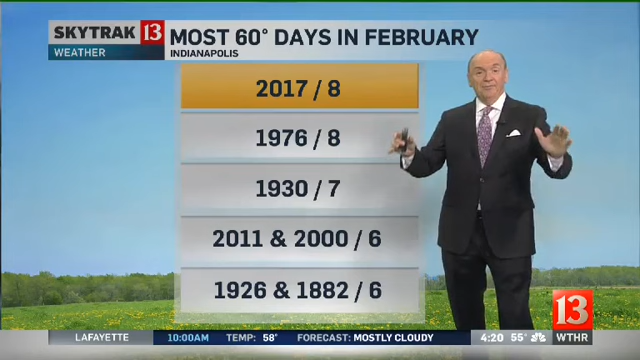 SKYTRAK 13
WEATHER
MOST 60° DAYS IN FEBRUARY
INDIANAPOLIS
2017 / 8
1976 / 8
1930 / 7
2011 & 2000 / 6
1926 & 1882 / 6
13
LAFAYETTE 10:00AM TEMP: 58° FORECAST: MOSTLY CLOUDY 4:20 55° WTHR